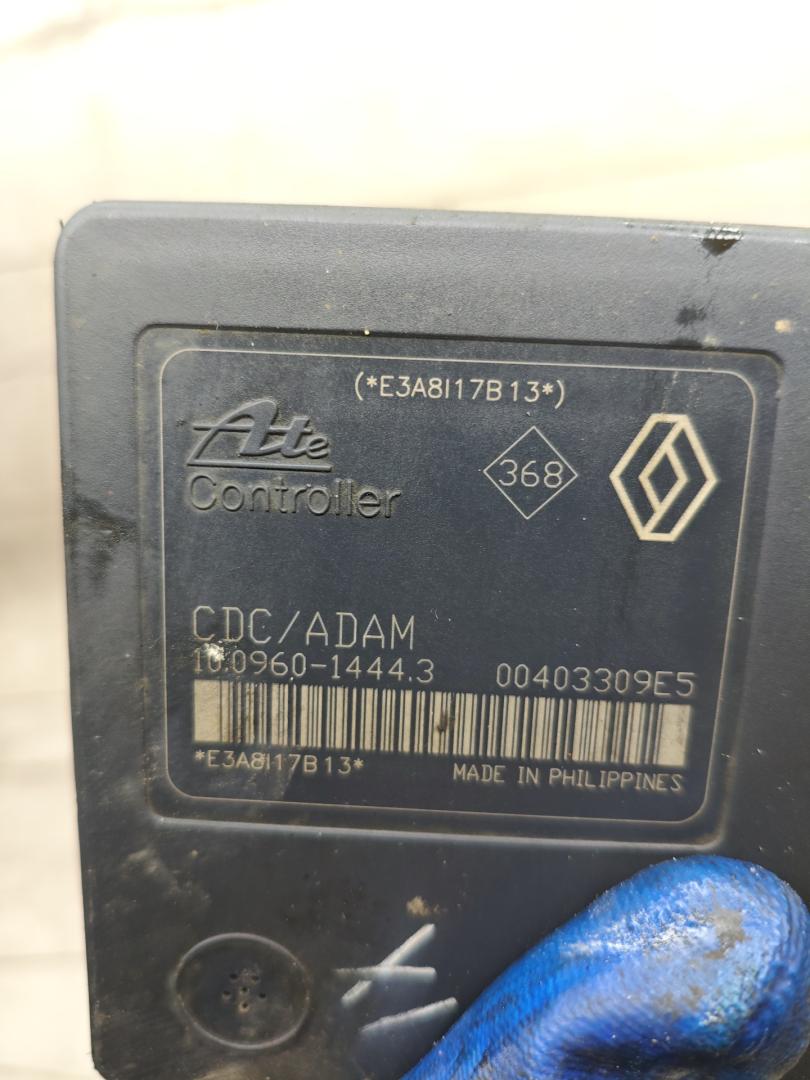 (*E3A8I17B13*)
Ate
Controller
368
CDC/ADAM
10.0960-1444.3 00403309E5
*E3A8I17B13* MADE IN PHILIPPINES